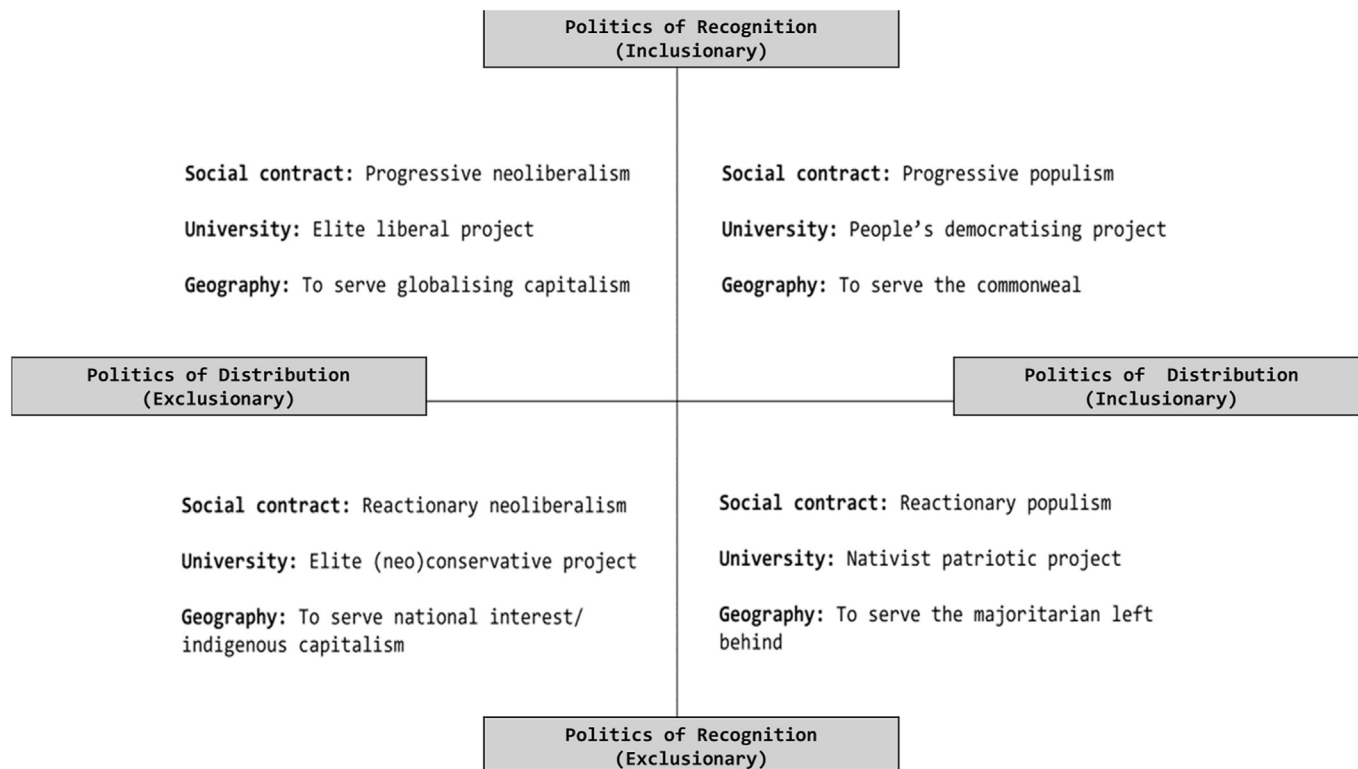 Politics of Recognition
(Inclusionary)
Social contract: Progressive neoliberalism
University: Elite liberal project
Geography: To serve globalising capitalism
Social contract: Progressive populism
University: People’s democratising project
Geography: To serve the commonweal
Politics of Distribution
(Exclusionary)
Politics of Distribution
(Inclusionary)
Social contract: Reactionary neoliberalism
University: Elite (neo)conservative project
Geography: To serve national interest/
indigenous capitalism
Social contract: Reactionary populism
University: Nativist patriotic project
Geography: To serve the majoritarian left
behind
Politics of Recognition
(Exclusionary)